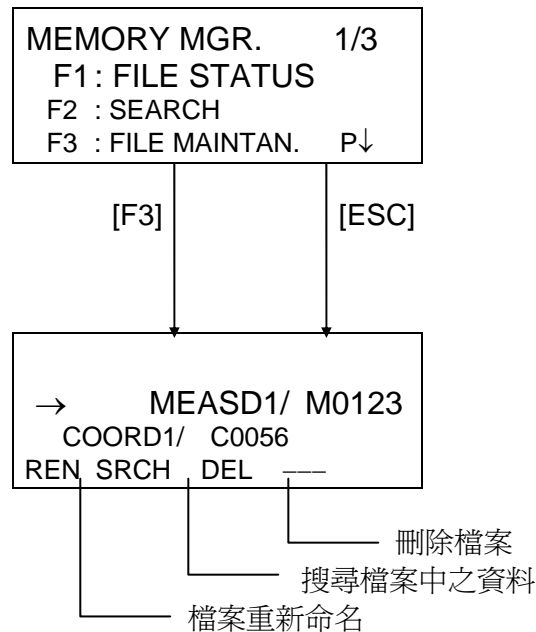 MEMORY MGR. 1/3
F1 : FILE STATUS
F2 : SEARCH
F3 : FILE MAINTAN. P↓
[F3] [ESC]
→ MEASD1/ M0123
COORD1/ C0056
REN SRCH DEL ---
刪除檔案
搜尋檔案中之資料
檔案重新命名